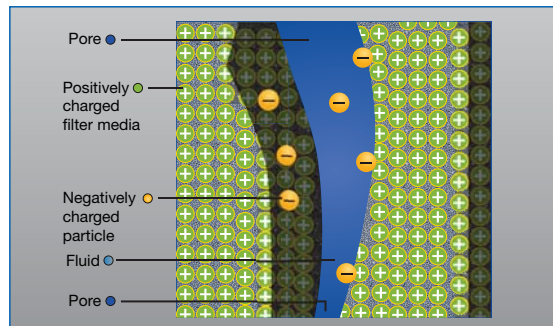 Pore
Positively
charged
filter media
Negatively
charged
particle
Fluid
Pore